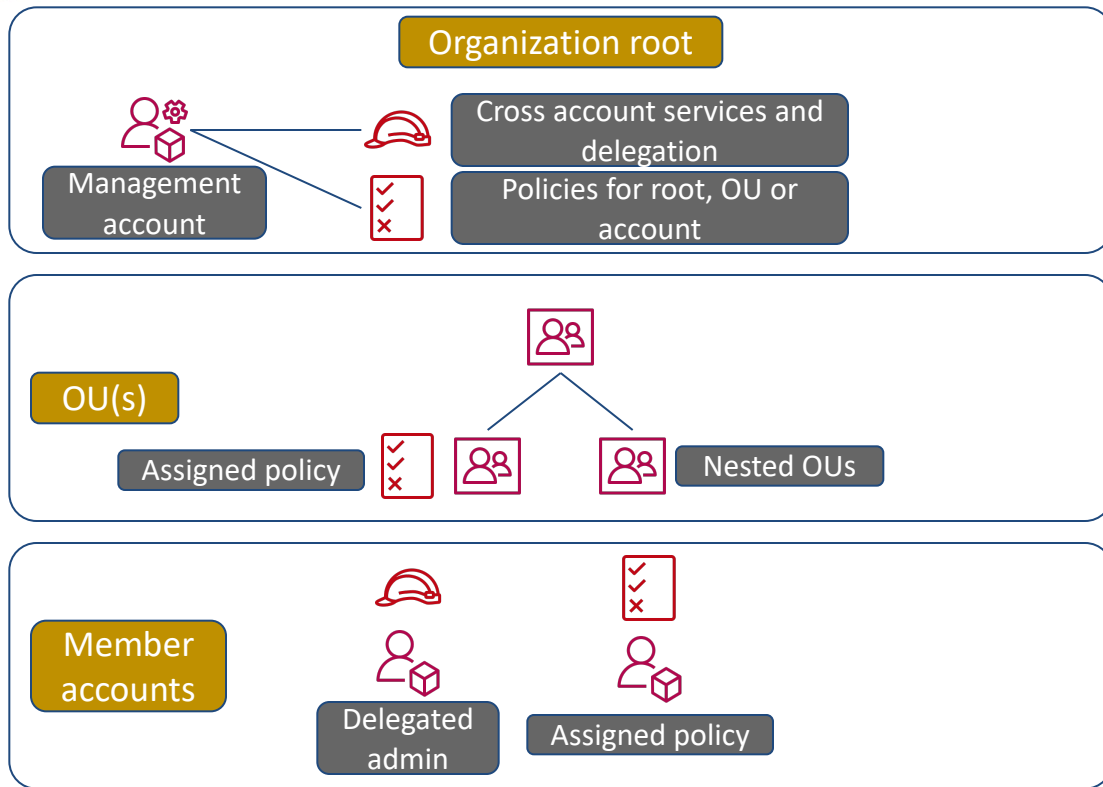 Organization root
Cross account services and
delegation
Management
account
Policies for root, OU or
account
OU(s)
Assigned policy
Nested OUs
Member
accounts
Delegated
admin
Assigned policy